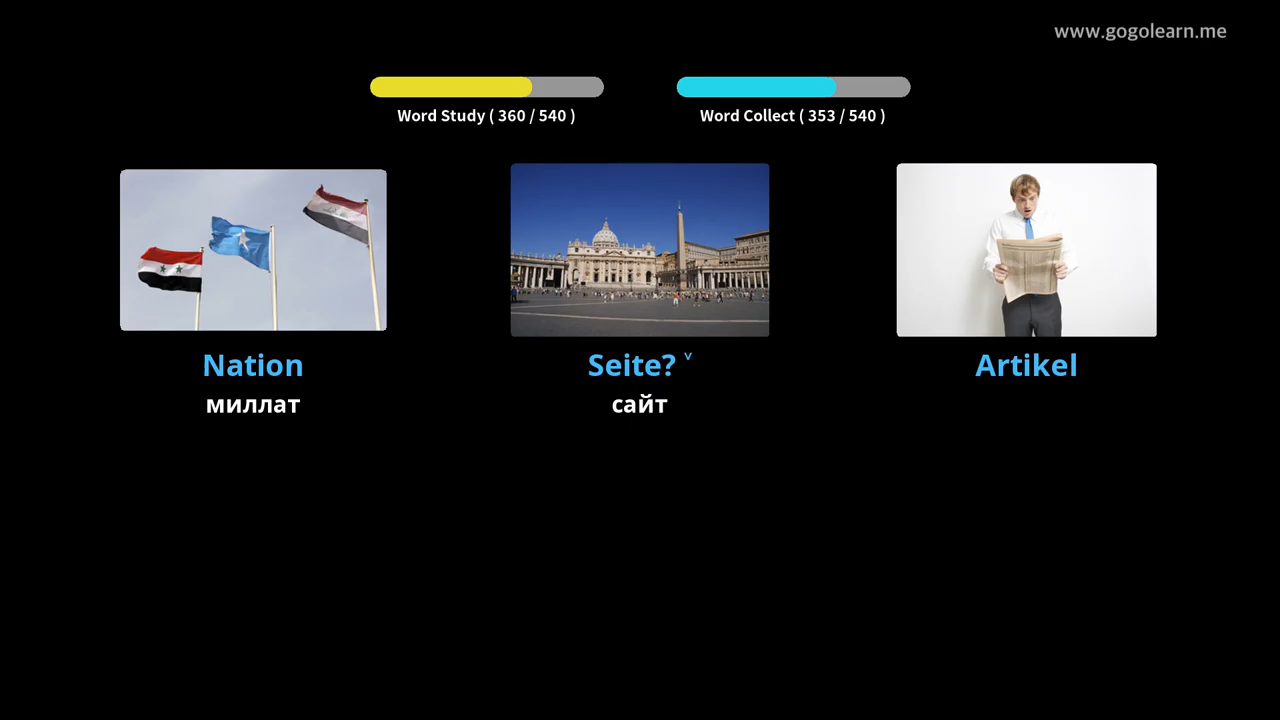 www.gogolearn.me
Word Study ( 360 / 540 )
Word Collect ( 353 / 540 )
Nation
Seite? ˅
Artikel
миллат
сайт